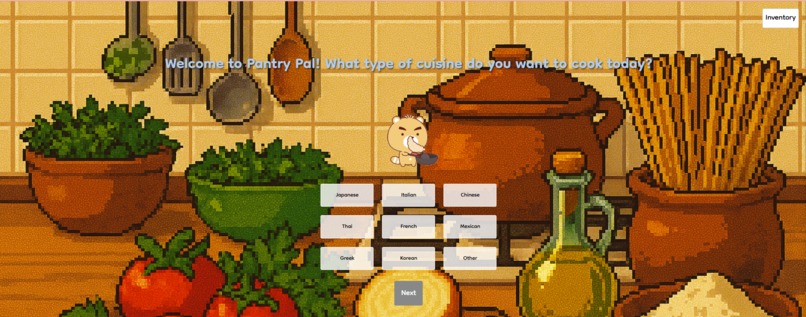 Inventory
Welcome to Pantry Pal! What type of cuisine do you want to cook today?
Japanese Italian Chinese
Thai French Mexican
Greek Korean Other
Next